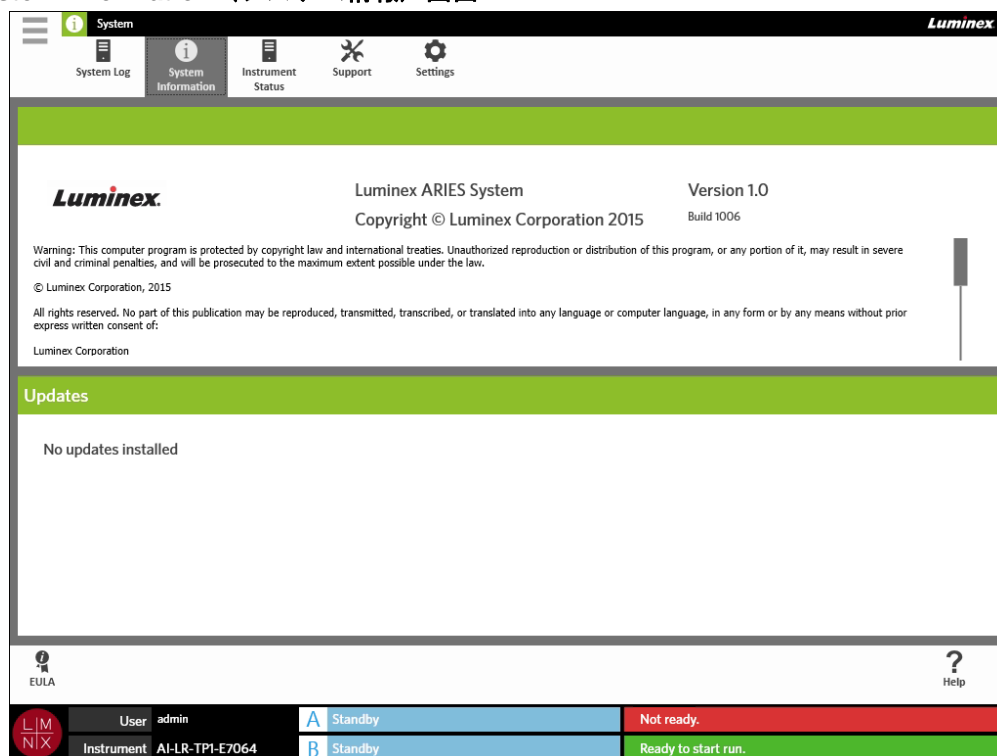 System
Luminex
System Log
System
Information
Instrument
Status
Support
Settings
Luminex.
Luminex ARIES System
Version 1.0
Copyright © Luminex Corporation 2015
Build 1006
Warning: This computer program is protected by copyright law and international treaties. Unauthorized reproduction or distribution of this program, or any portion of it, may result in severe
civil and criminal penalties, and will be prosecuted to the maximum extent possible under the law.
© Luminex Corporation, 2015
All rights reserved. No part of this publication may be reproduced, transmitted, transcribed, or translated into any language or computer language, in any form or by any means without prior
express written consent of:
Luminex Corporation
Updates
No updates installed
EULA
? Help
LM
NX
User admin
A Standby
Not ready.
Instrument AI-LR-TP1-E7064
B Standby
Ready to start run.